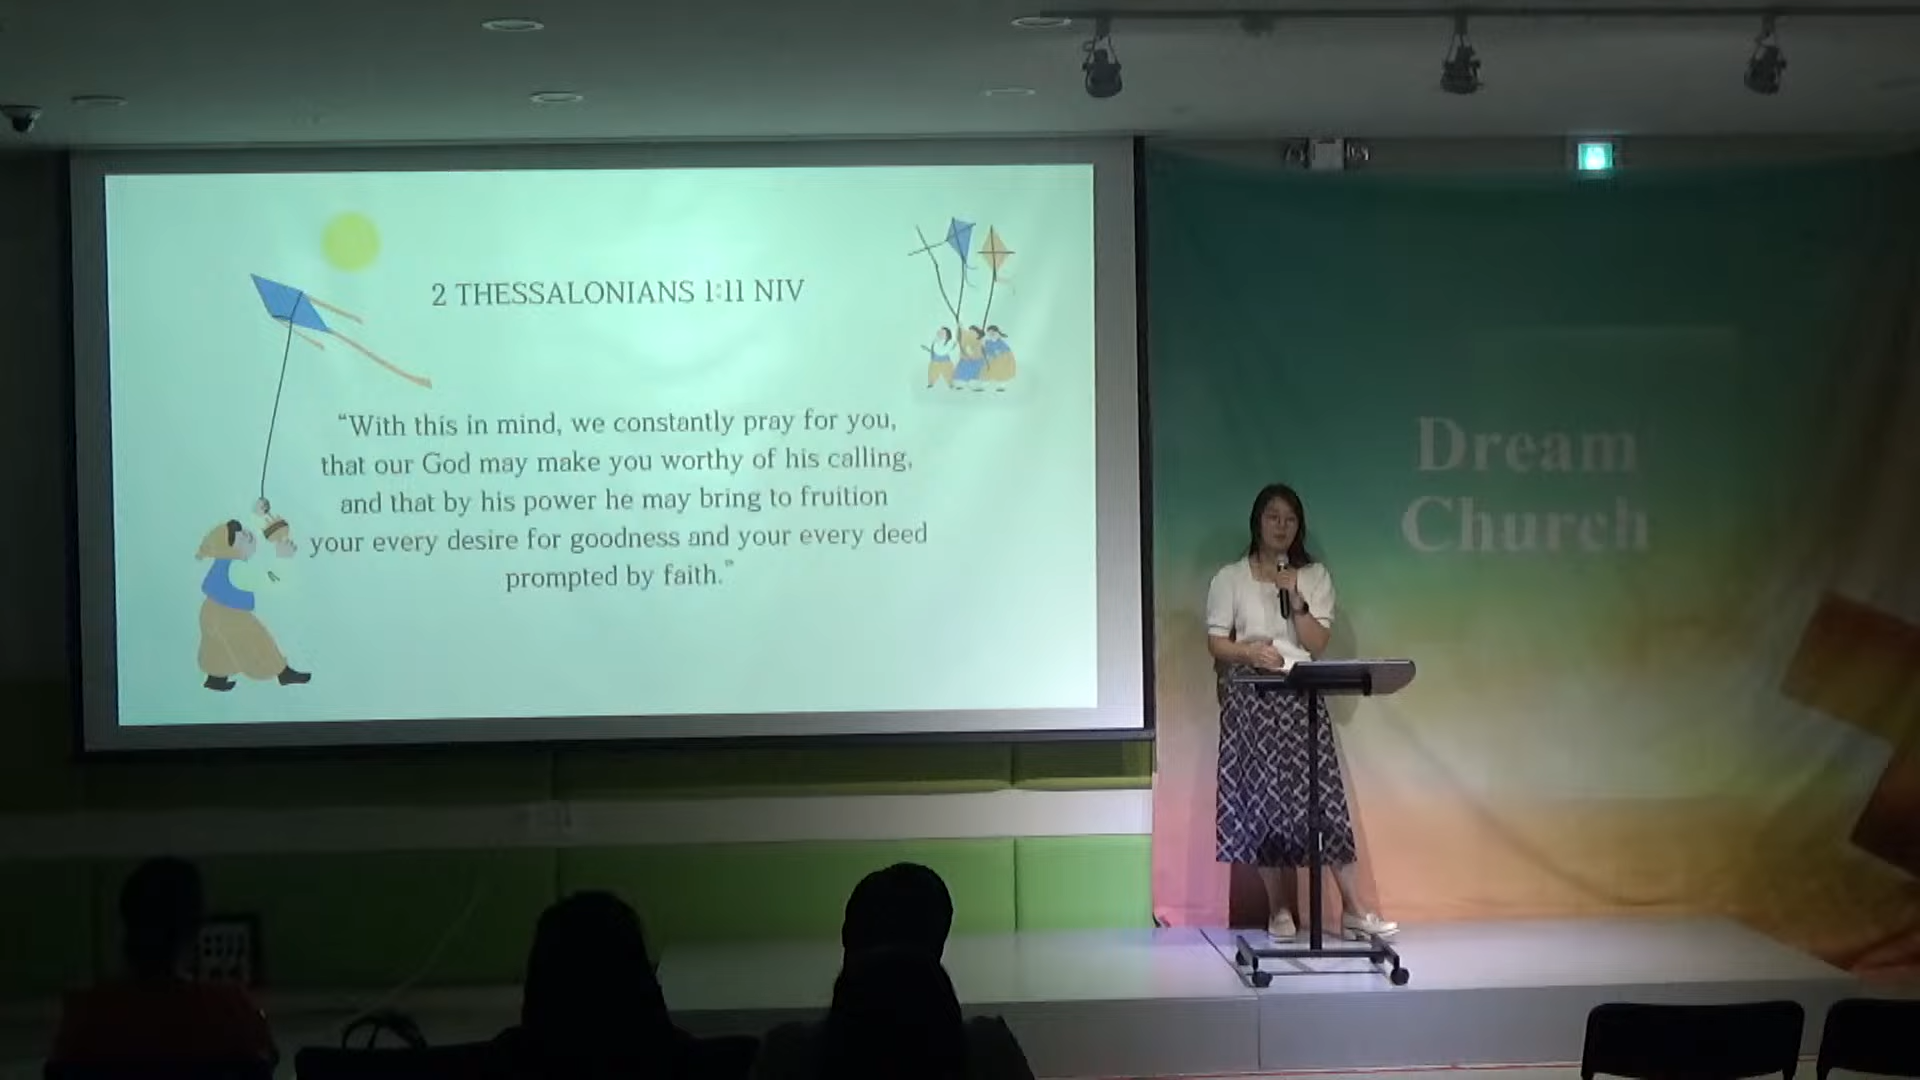 2 THESSALONIANS 1:11 NIV
“With this in mind, we constantly pray for you,
that our God may make you worthy of his calling,
and that by his power he may bring to fruition
your every desire for goodness and your every deed
prompted by faith.”
Dream
Church